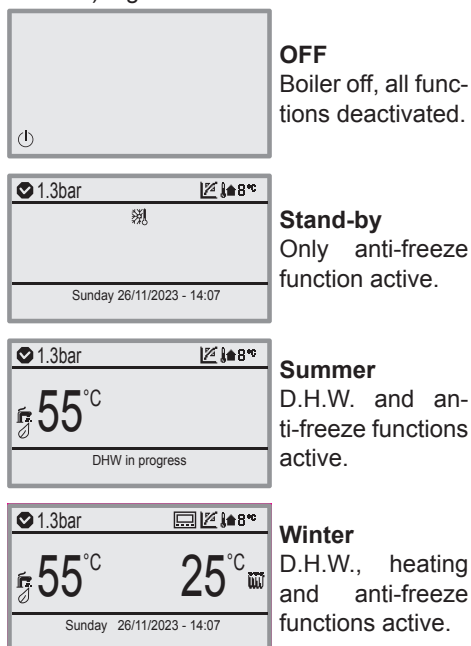 OFF
Boiler off, all func-
tions deactivated.
1.3bar 8°C
Stand-by
Only anti-freeze
function active.
Sunday 26/11/2023 - 14:07
1.3bar 8°C
Summer
D.H.W. and an-
ti-freeze functions
active.
55°C
DHW in progress
1.3bar 8°C
Winter
D.H.W., heating
and anti-freeze
functions active.
55°C 25°C
Sunday 26/11/2023 - 14:07